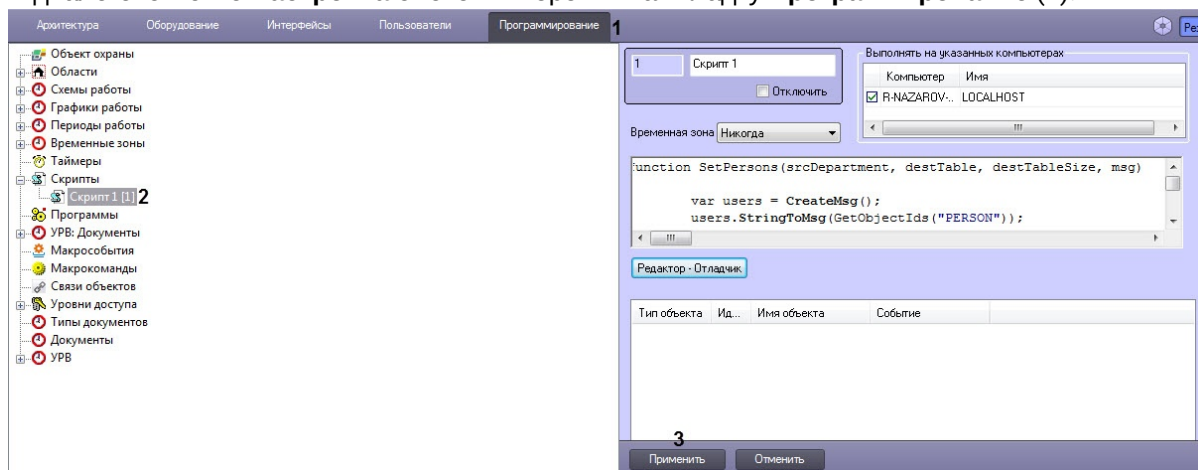 Архитектура Оборудование Интерфейсы Пользователи Программирование 1
Объект охраны
Области
Схемы работы
Графики работы
Периоды работы
Временные зоны
Таймеры
Скрипты
Скрипт 1 [1] 2
Программы
УРВ: Документы
Макрособытия
Макрокоманды
Связи объектов
Уровни доступа
Типы документов
Документы
УРВ
1 Скрипт 1
Отключить
Временная зона Никогда
Выполнять на указанных компьютерах
Компьютер Имя
R-NAZAROV-.. LOCALHOST
function SetPersons(srcDepartment, destTable, destTableSize, msg)
var users = CreateMsg();
users.StringToMsg(GetObjectIds("PERSON"));
Редактор - Отладчик
Тип объекта Ид... Имя объекта Событие
3
Применить Отменить